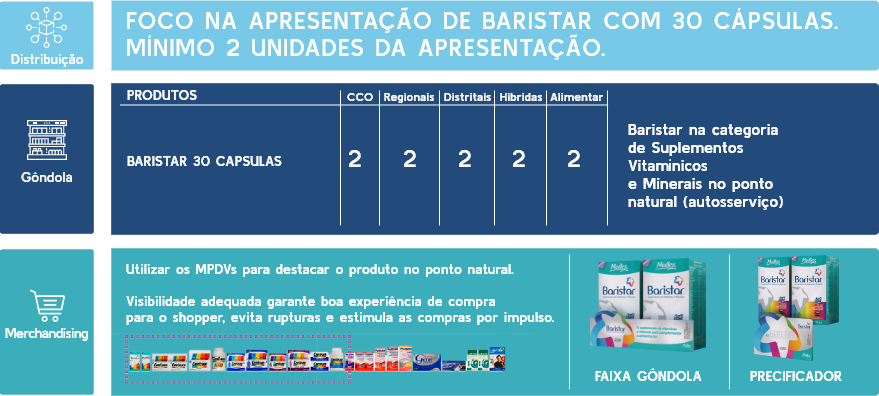 Distribuição
FOCO NA APRESENTAÇÃO DE BARISTAR COM 30 CÁPSULAS.
MÍNIMO 2 UNIDADES DA APRESENTAÇÃO.
Gôndola
PRODUTOS CCO Regionais Distritais Híbridas Alimentar
BARISTAR 30 CAPSULAS 2 2 2 2 2
Baristar na categoria
de Suplementos
Vitamínicos
e Minerais no ponto
natural (autosserviço)
Merchandising
Utilizar os MPDVs para destacar o produto no ponto natural.
Visibilidade adequada garante boa experiência de compra
para o shopper, evita rupturas e estimula as compras por impulso.
Baristar Baristar
Baristar
FAIXA GÔNDOLA
Baristar
PRECIFICADOR